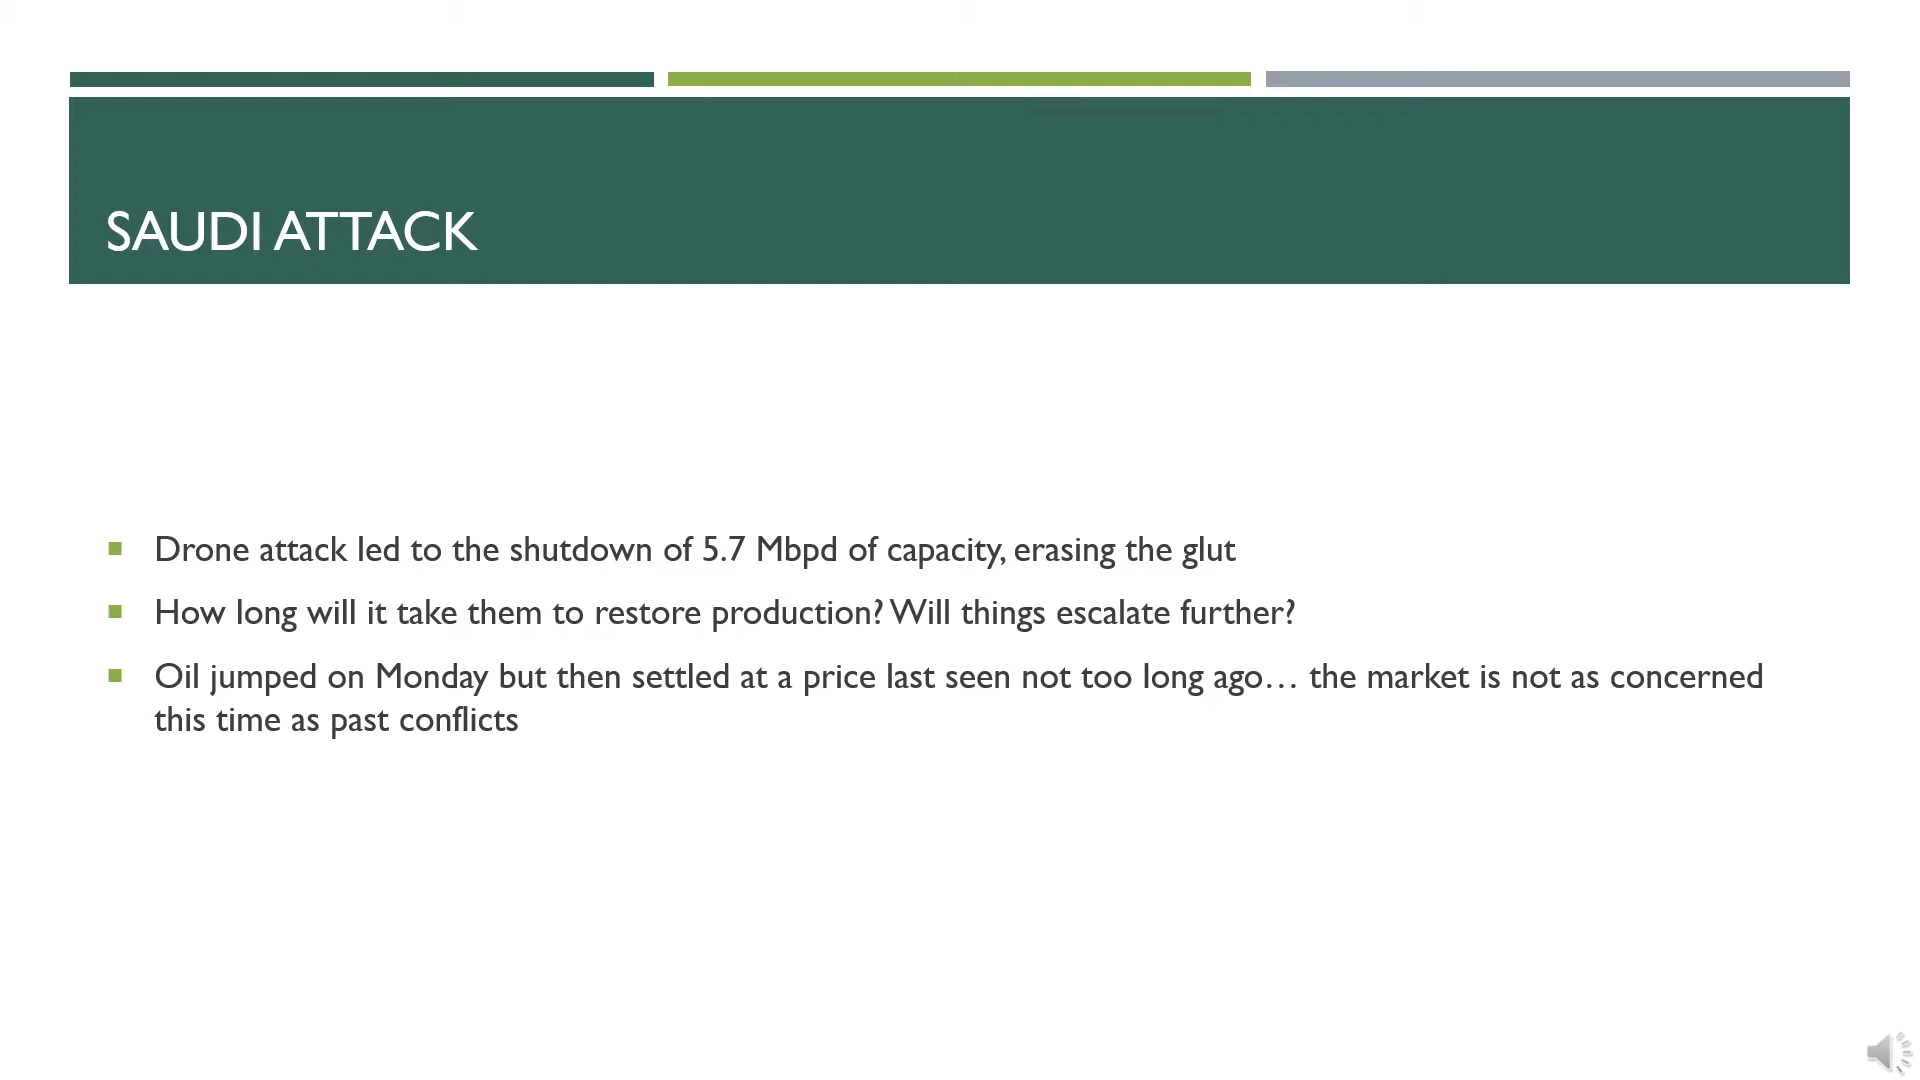 SAUDI ATTACK
Drone attack led to the shutdown of 5.7 Mbpd of capacity, erasing the glut
How long will it take them to restore production? Will things escalate further?
Oil jumped on Monday but then settled at a price last seen not too long ago… the market is not as concerned
this time as past conflicts